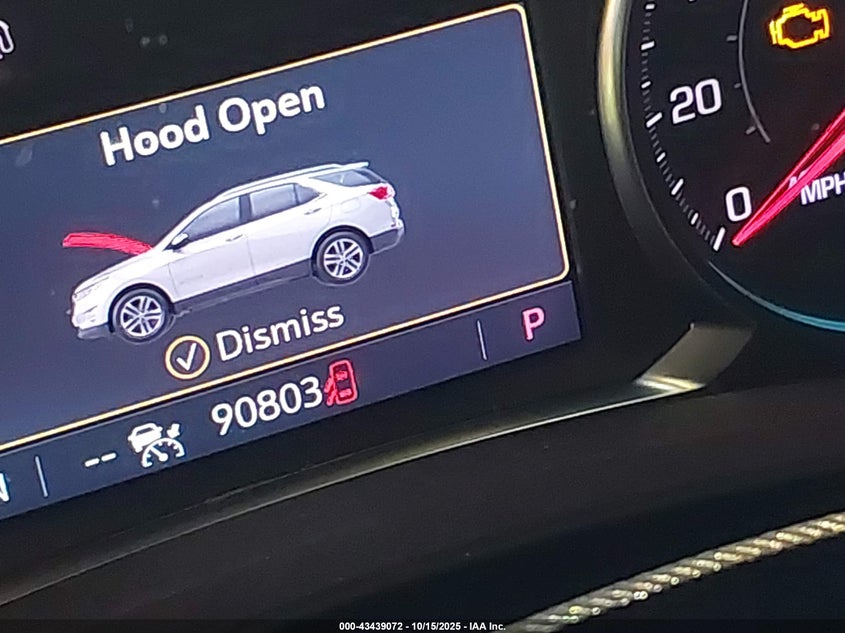 Hood Open
Dismiss
90803
P
--
20
0
MPH
000-43439072 - 10/15/2025 - IAA Inc.